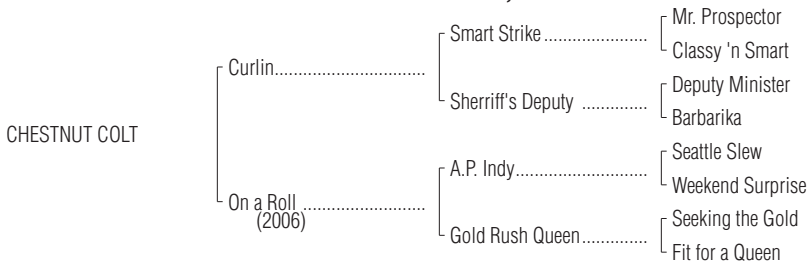 Mr. Prospector
Smart Strike ......................
Classy 'n Smart
Curlin................................
Deputy Minister
Sherriff's Deputy ..............
Barbarika
CHESTNUT COLT
Seattle Slew
A.P. Indy............................
Weekend Surprise
On a Roll ..........................
(2006)
Seeking the Gold
Gold Rush Queen..............
Fit for a Queen